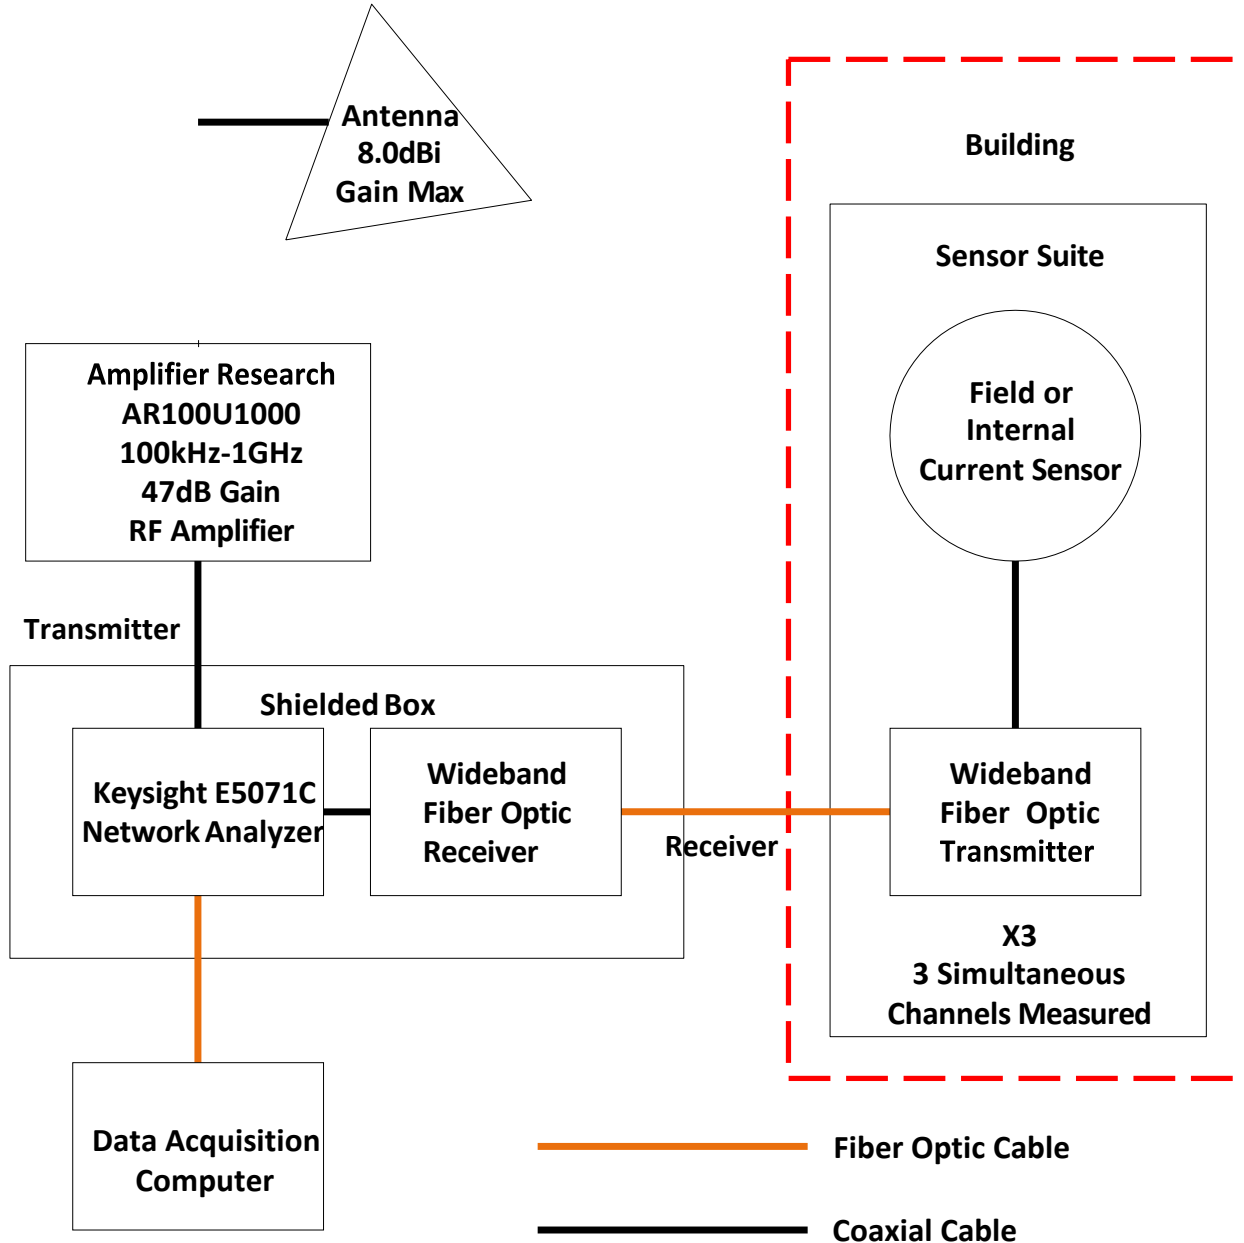 Antenna
8.0dBi
Gain Max
Building
Sensor Suite
Field or
Internal
Current Sensor
Amplifier Research
AR100U1000
100kHz-1GHz
47dB Gain
RF Amplifier
Transmitter
Shielded Box
Keysight E5071C
Network Analyzer
Wideband
Fiber Optic
Receiver
Receiver
Wideband
Fiber Optic
Transmitter
X3
3 Simultaneous
Channels Measured
Data Acquisition
Computer
Fiber Optic Cable
Coaxial Cable